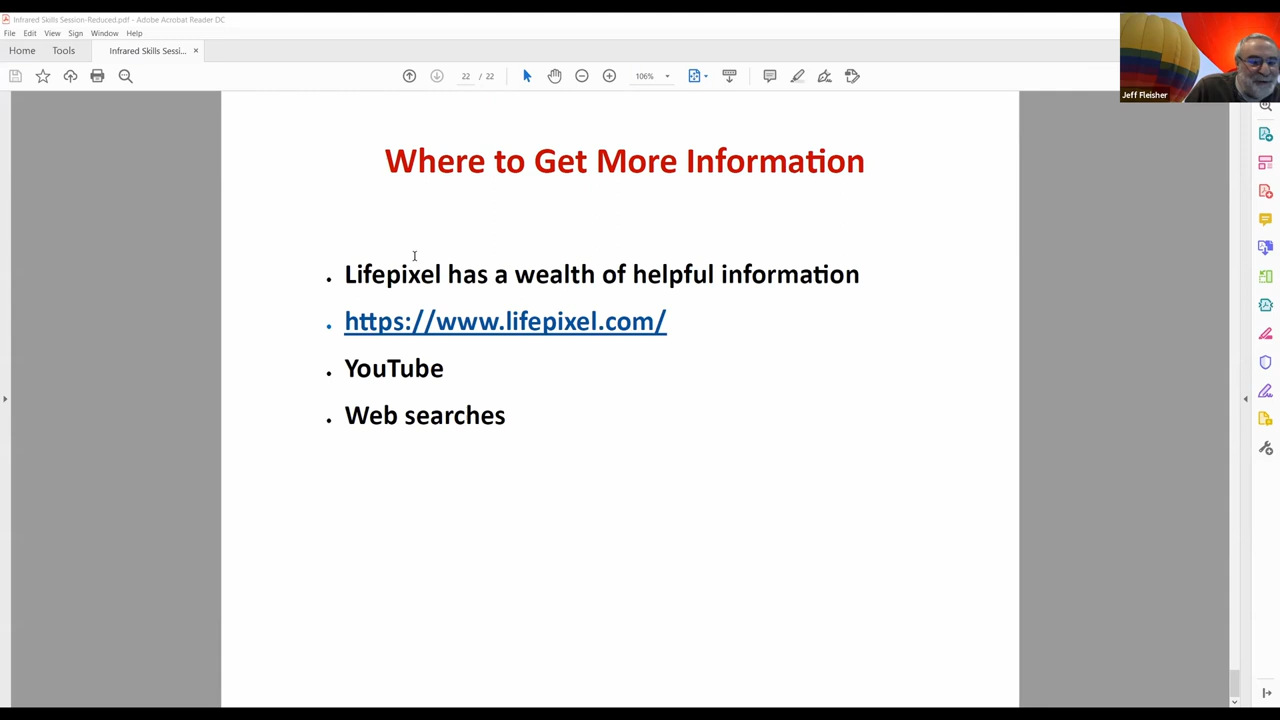 Infrared Skills Session-Reduced.pdf - Adobe Acrobat Reader DC
File Edit View Sign Window Help
Home Tools Infrared Skills Sessi... ×
22 / 22 106%
Jeff Fleisher
Where to Get More Information
• Lifepixel has a wealth of helpful information
• https://www.lifepixel.com/
• YouTube
• Web searches